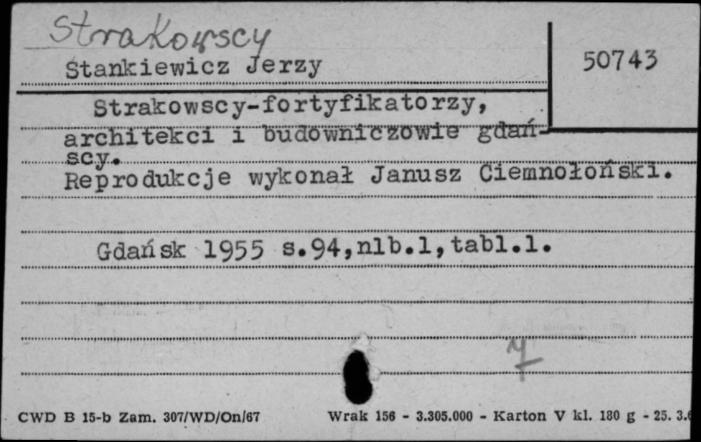 Strakowscy
Stankiewicz Jerzy
50743
Strakowscy-fortyfikatorzy,
architekci i budowniczowie gdań-
scy.
Reprodukcje wykonał Janusz Ciemnołoński.
Gdańsk 1955 s.94,nlb.1,tabl.1.
CWD B 15-b Zam. 307/WD/On/67 Wrak 156 - 3.305.000 - Karton V kl. 180 g - 25. 3.